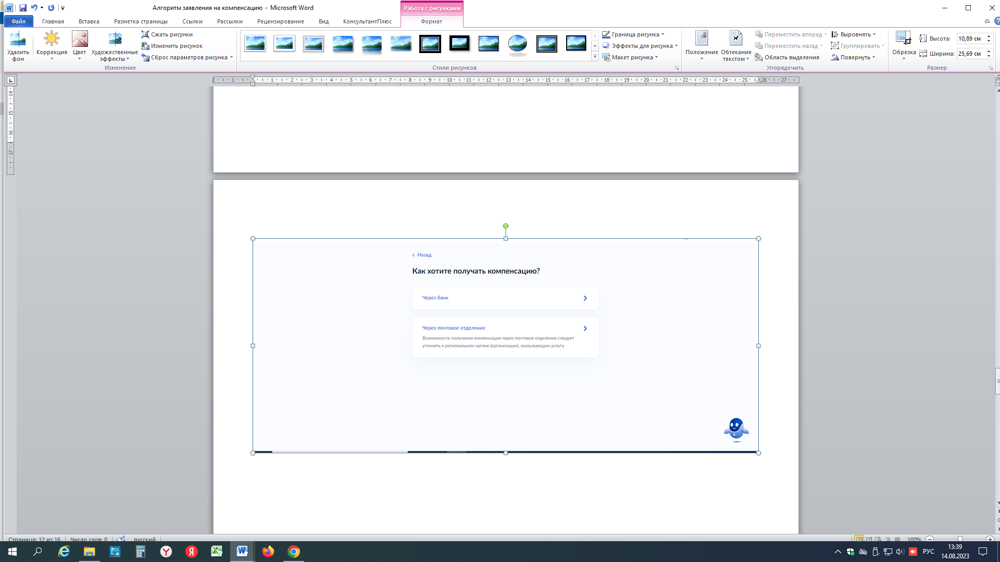 Алгоритм заявления на компенсацию - Microsoft Word
Работа с рисунками
Файл
Главная
Вставка
Разметка страницы
Ссылки
Рассылки
Рецензирование
Вид
КонсультантПлюс
Формат
Удалить фон
Коррекция
Цвет
Художественные эффекты
Сжать рисунки
Изменить рисунок
Сброс параметров рисунка
Изменение
Стили рисунков
Граница рисунка
Эффекты для рисунка
Макет рисунка
Положение
Обтекание текстом
Переместить вперед
Переместить назад
Область выделения
Выровнять
Группировать
Повернуть
Упорядочить
Обрезка
Высота: 10,89 см
Ширина: 25,69 см
Размер
2 1 1 2 3 4 5 6 7 8 9 10 11 12 13 14 15 16 17 18 19 20 21 22 23 24 25 26 27
14
15
16
17
Назад
Как хотите получать компенсацию?
Через банк
Через почтовое отделение
Возможность получения компенсации через почтовое отделение следует
уточнять в региональном органе (организации), оказывающем услугу
Страница: 12 из 16
Число слов: 0
русский
100%
РУС
13:39
14.08.2023